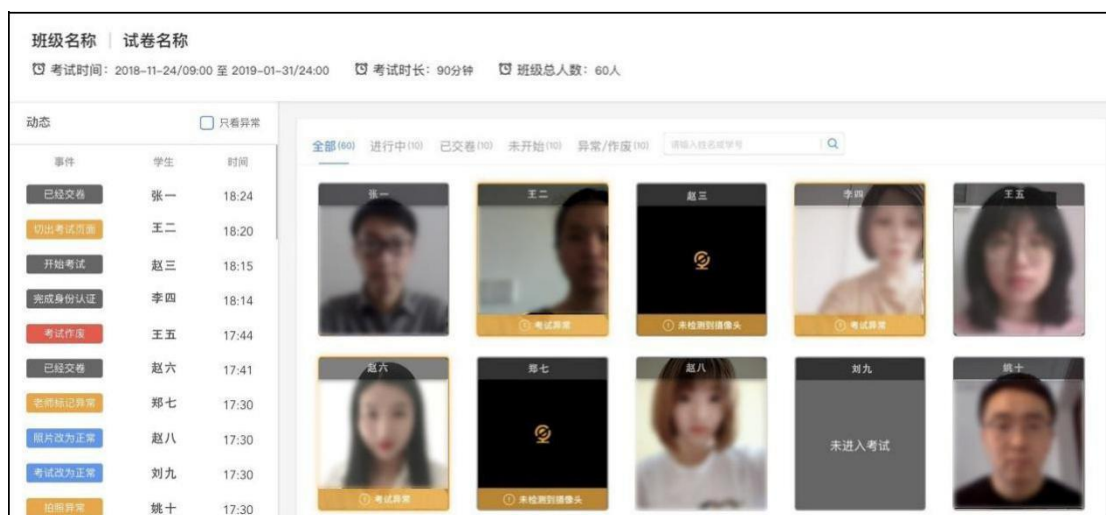 班级名称 | 试卷名称
考试时间：2018-11-24/09:00 至 2019-01-31/24:00 考试时长：90分钟 班级总人数：60人
动态 只看异常
事件 学生 时间
已经交卷 张一 18:24
切出考试页面 王二 18:20
开始考试 赵三 18:15
完成身份认证 李四 18:14
考试作废 王五 17:44
已经交卷 赵六 17:41
老师标记异常 郑七 17:30
照片改为正常 赵八 17:30
考试改为正常 刘九 17:30
拍照异常 姚十 17:30
全部(60) 进行中(10) 已交卷(10) 未开始(10) 异常/作废(10) 请输入姓名或学号
张一 王二 赵三 李四 王五
考试异常 未检测到摄像头 考试异常
赵六 郑七 赵八 刘九 姚十
未进入考试
考试异常 未检测到摄像头